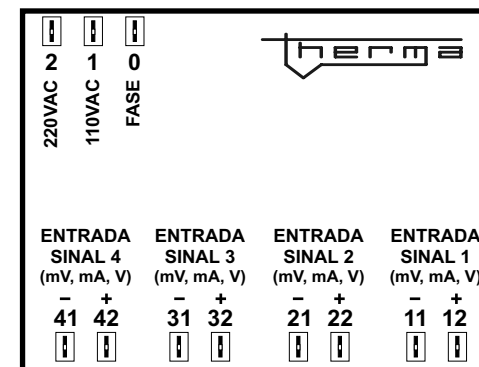 2 1 0
220VAC 110VAC FASE
therma
ENTRADA ENTRADA ENTRADA ENTRADA
SINAL 4 SINAL 3 SINAL 2 SINAL 1
(mV, mA, V) (mV, mA, V) (mV, mA, V) (mV, mA, V)
– + – + – + – +
41 42 31 32 21 22 11 12